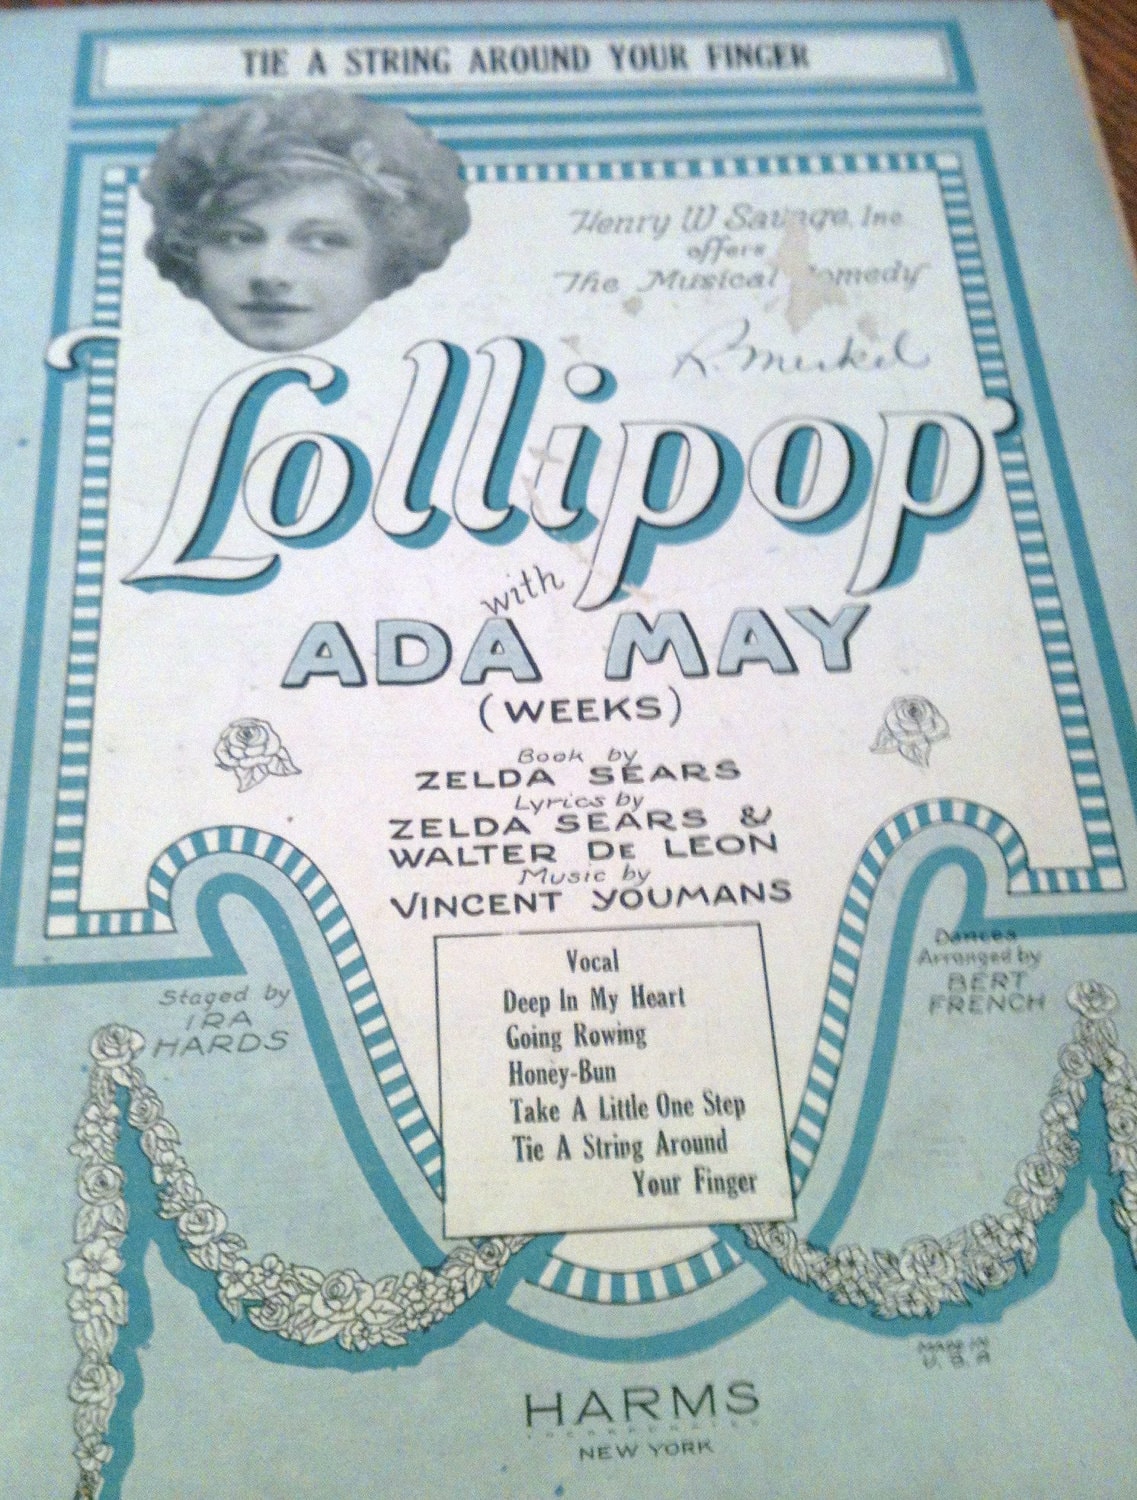 TIE A STRING AROUND YOUR FINGER
Henry W Savage, Inc
offers
The Musical Comedy
Lollipop
with
ADA MAY
(WEEKS)
Book by
ZELDA SEARS
Lyrics by
ZELDA SEARS &
WALTER DE LEON
Music by
VINCENT YOUMANS
Staged by
IRA
HARDS
Dances
Arranged by
BERT
FRENCH
Vocal
Deep In My Heart
Going Rowing
Honey-Bun
Take A Little One Step
Tie A String Around
Your Finger
MADE IN
U. S. A
HARMS
INCORPORATED
NEW YORK